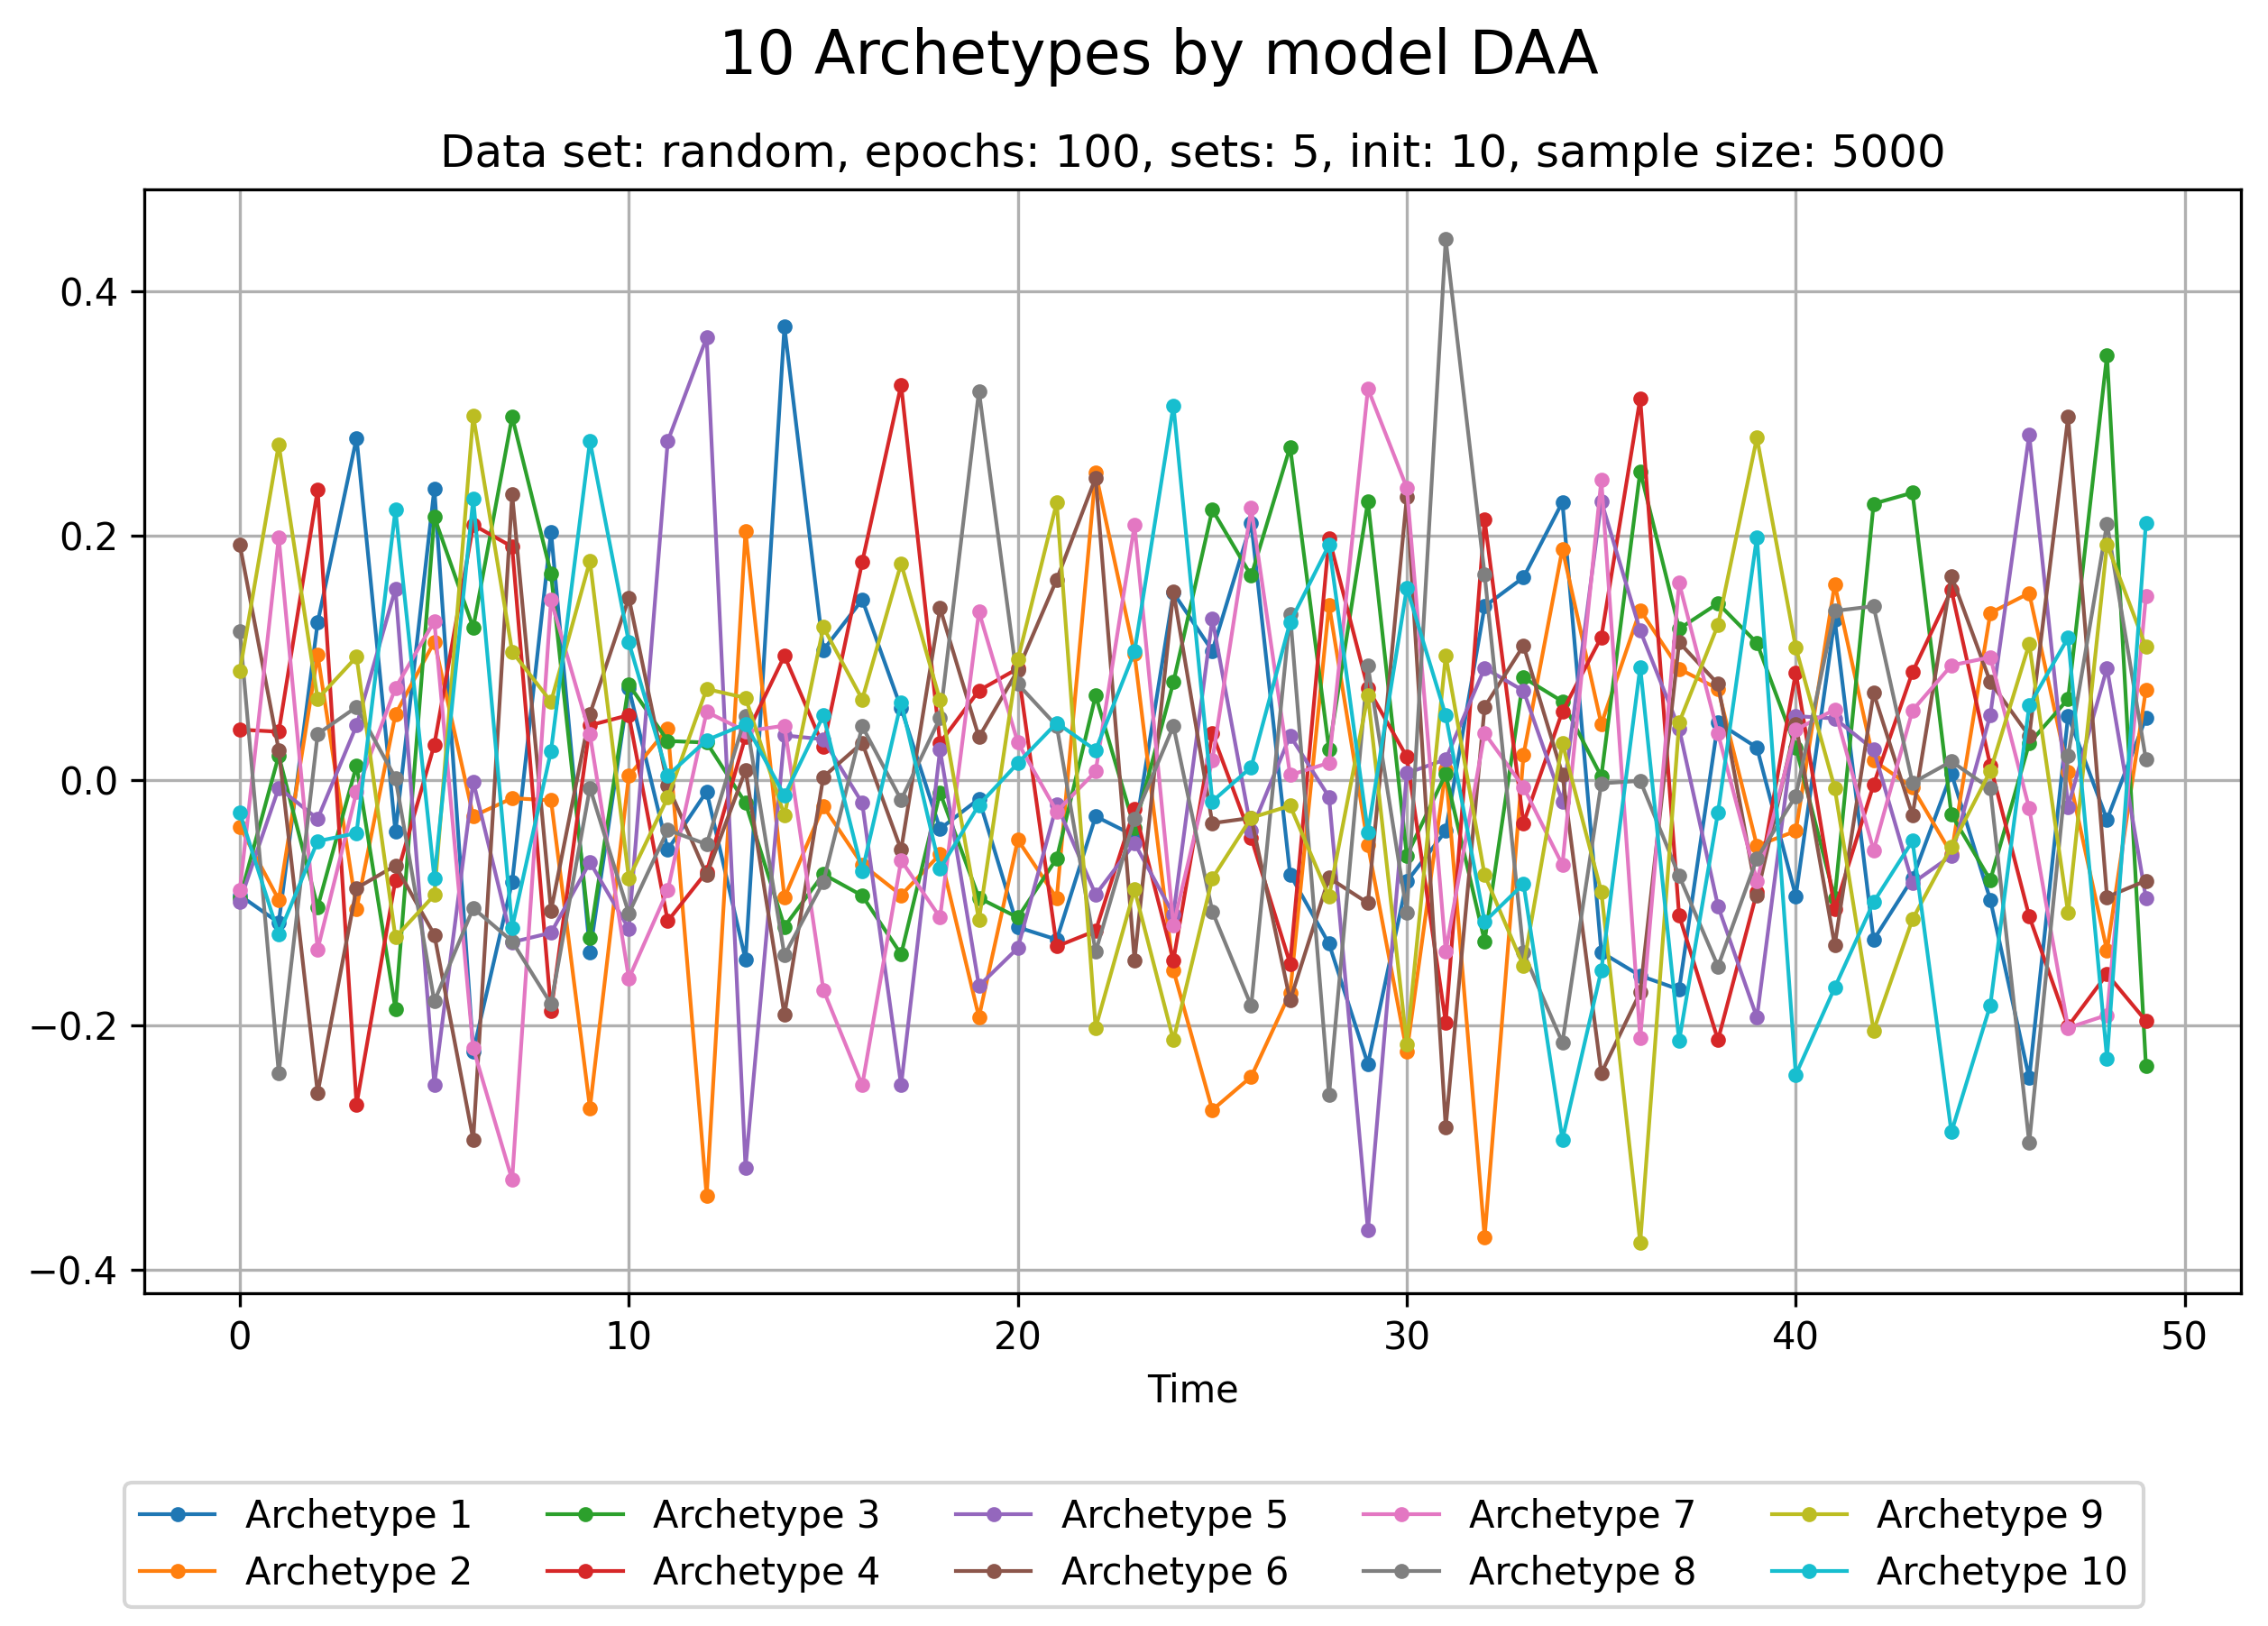 10 Archetypes by model DAA
Data set: random, epochs: 100, sets: 5, init: 10, sample size: 5000
0.4
0.2
0.0
−0.2
−0.4
0 10 20 30 40 50
Time
Archetype 1 Archetype 3 Archetype 5 Archetype 7 Archetype 9
Archetype 2 Archetype 4 Archetype 6 Archetype 8 Archetype 10